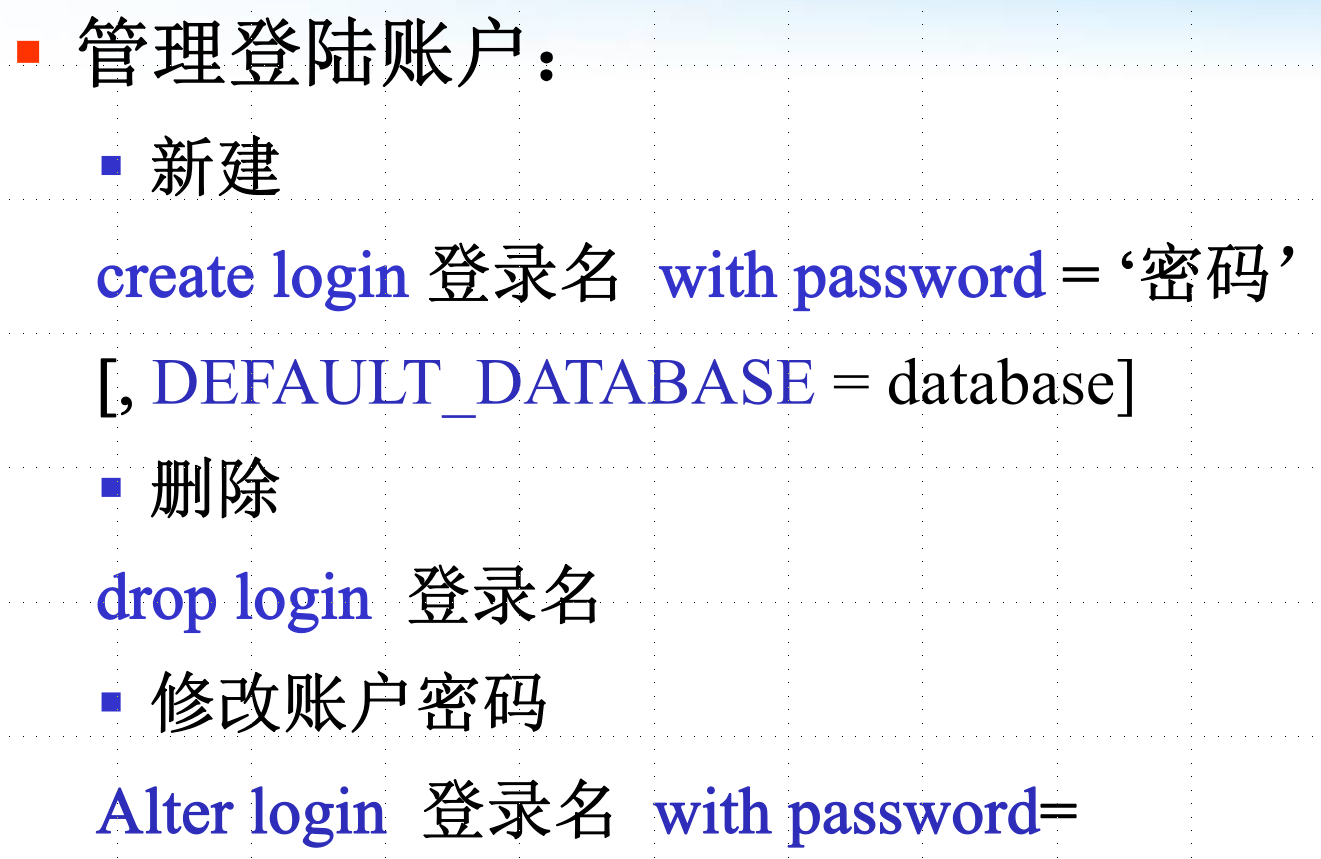 管理登陆账户：
新建
create login 登录名 with password = ‘密码’
[, DEFAULT_DATABASE = database]
删除
drop login 登录名
修改账户密码
Alter login 登录名 with password=